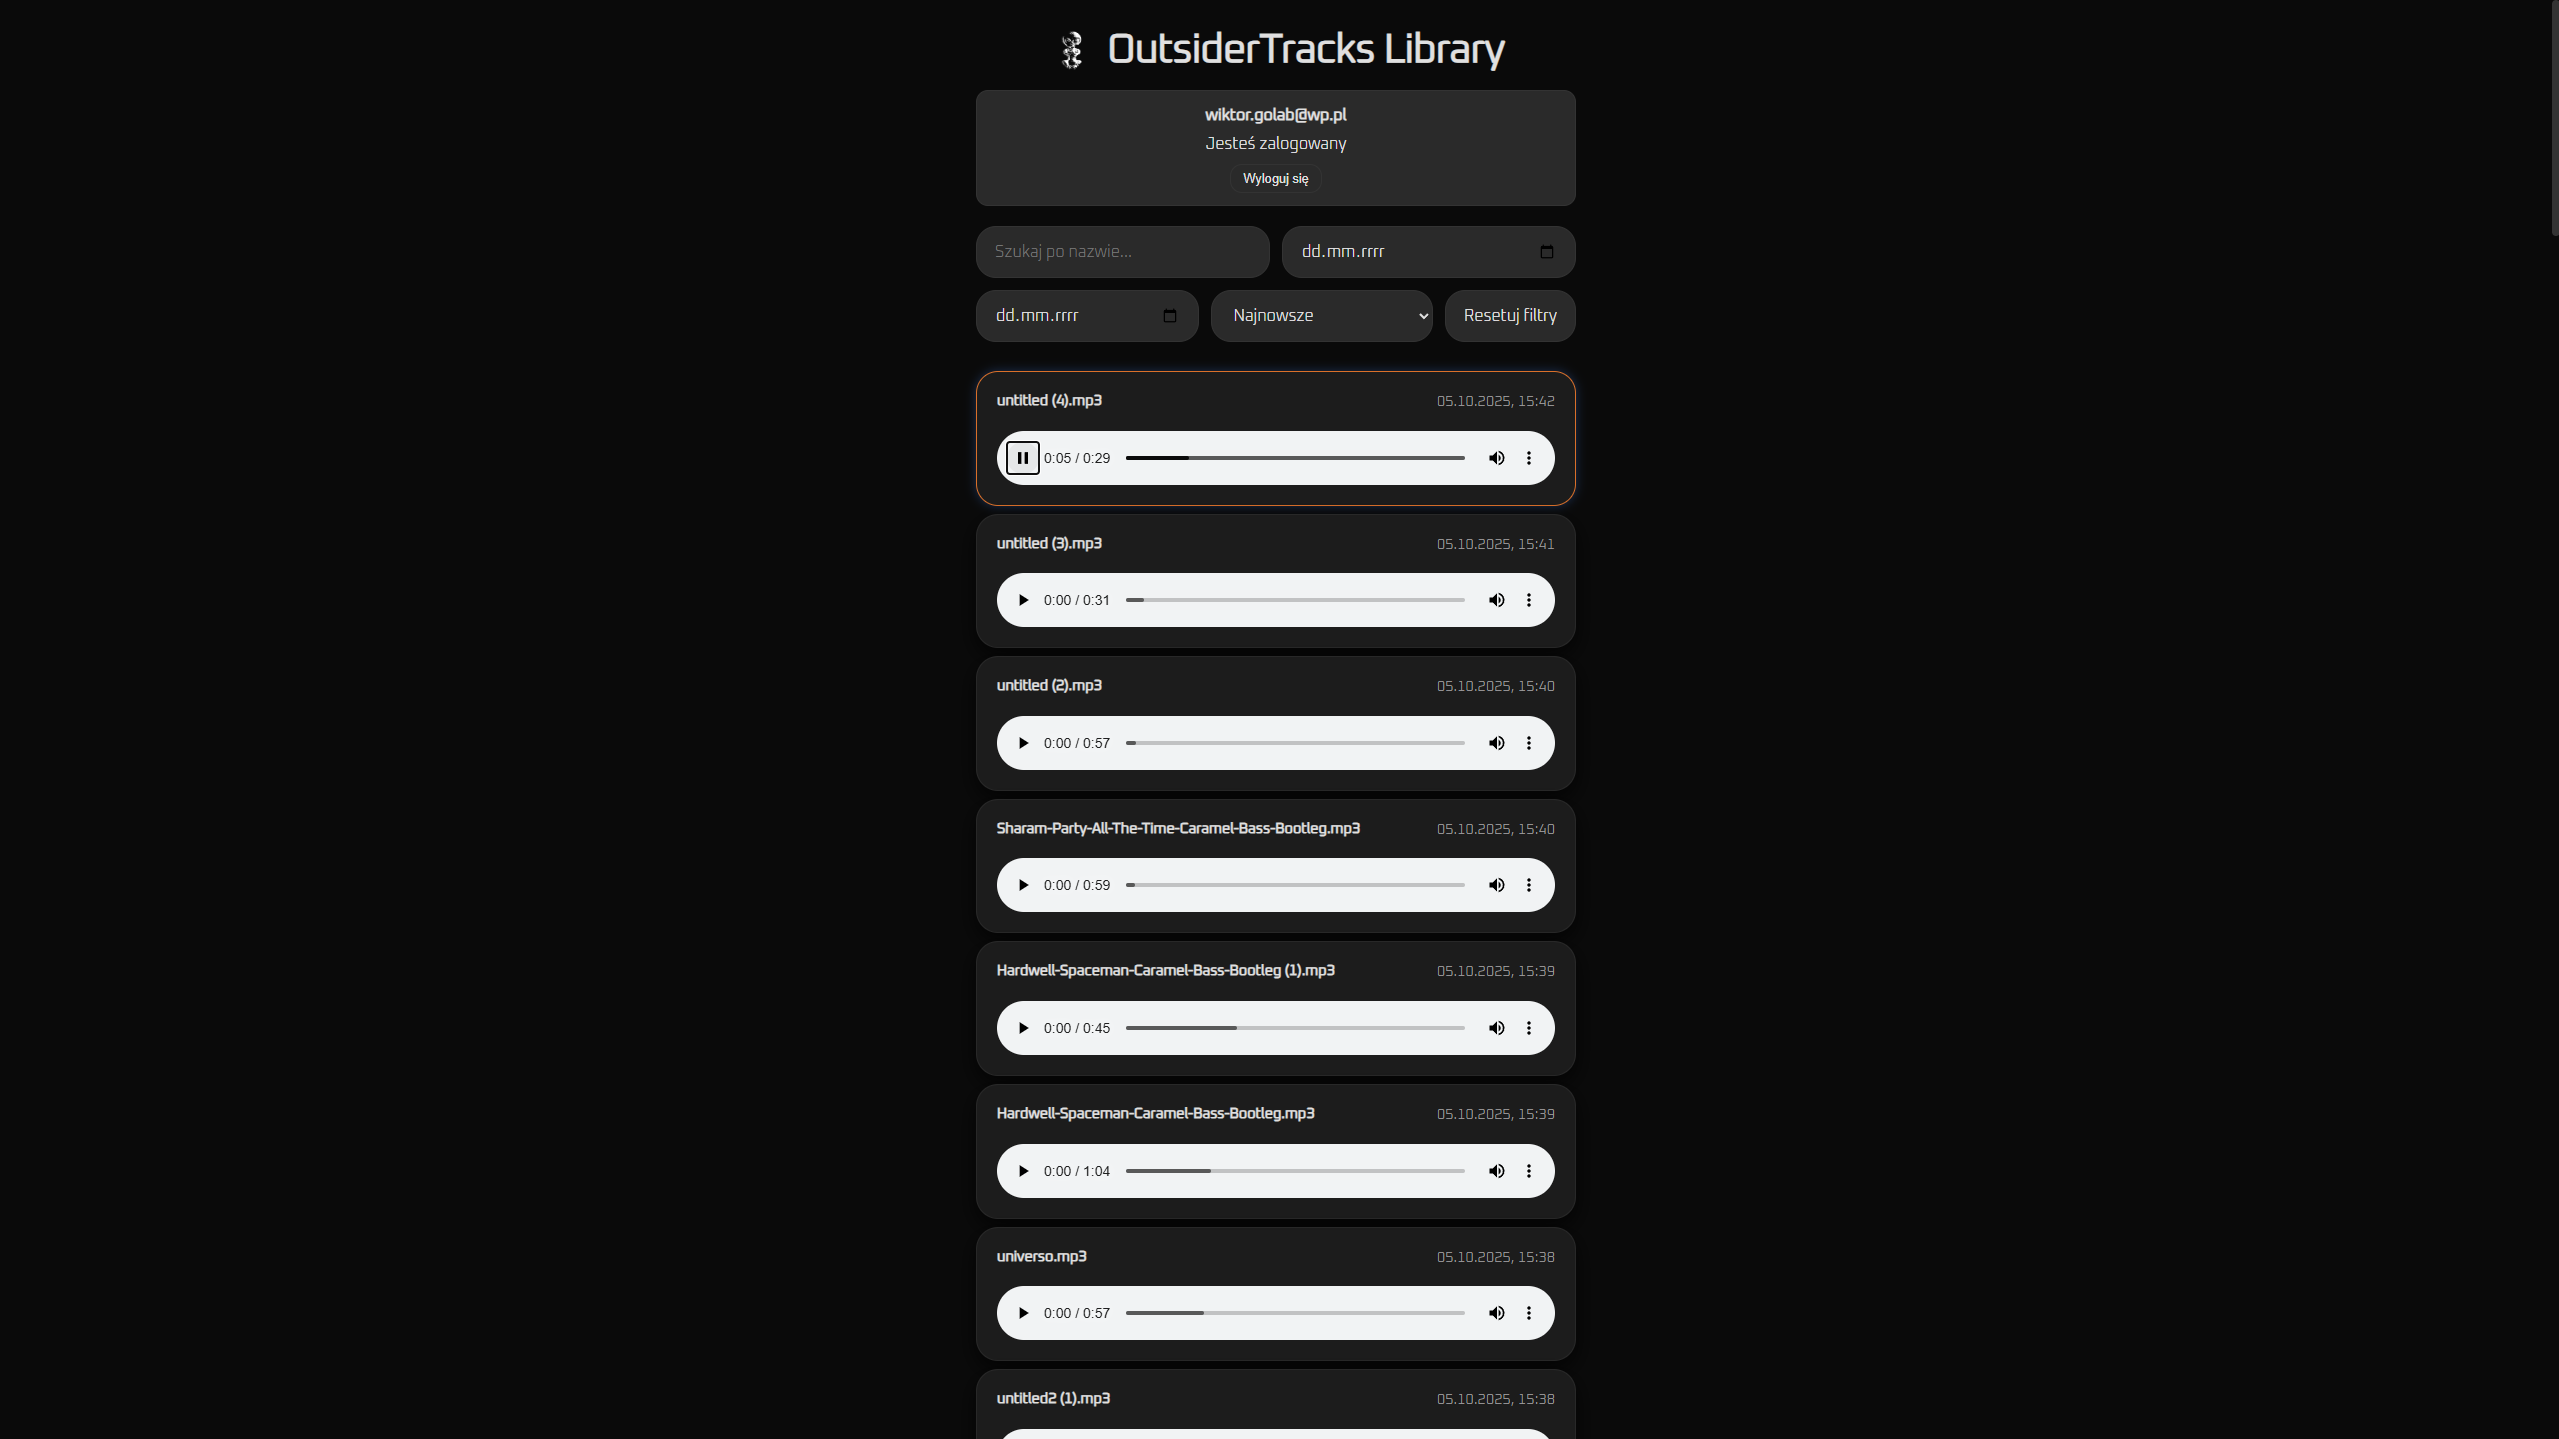 OutsiderTracks Library
wiktor.golab@wp.pl
Jesteś zalogowany
Wyloguj się
Szukaj po nazwie...
dd.mm.rrrr
dd.mm.rrrr
Najnowsze
Resetuj filtry
untitled (4).mp3 05.10.2025, 15:42
0:05 / 0:29
untitled (3).mp3 05.10.2025, 15:41
0:00 / 0:31
untitled (2).mp3 05.10.2025, 15:40
0:00 / 0:57
Sharam-Party-All-The-Time-Caramel-Bass-Bootleg.mp3 05.10.2025, 15:40
0:00 / 0:59
Hardwell-Spaceman-Caramel-Bass-Bootleg (1).mp3 05.10.2025, 15:39
0:00 / 0:45
Hardwell-Spaceman-Caramel-Bass-Bootleg.mp3 05.10.2025, 15:39
0:00 / 1:04
universo.mp3 05.10.2025, 15:38
0:00 / 0:57
untitled2 (1).mp3 05.10.2025, 15:38